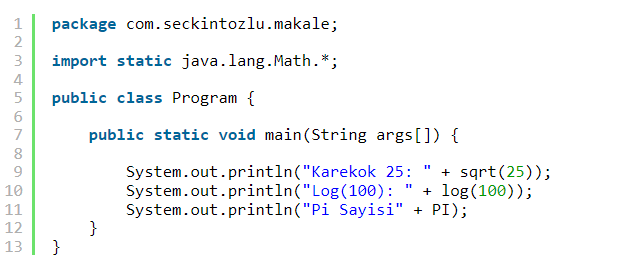 1 package com.seckintozlu.makale;
2
3 import static java.lang.Math.*;
4
5 public class Program {
6
7     public static void main(String args[]) {
8
9         System.out.println("Karekok 25: " + sqrt(25));
10         System.out.println("Log(100): " + log(100));
11         System.out.println("Pi Sayisi" + PI);
12     }
13 }